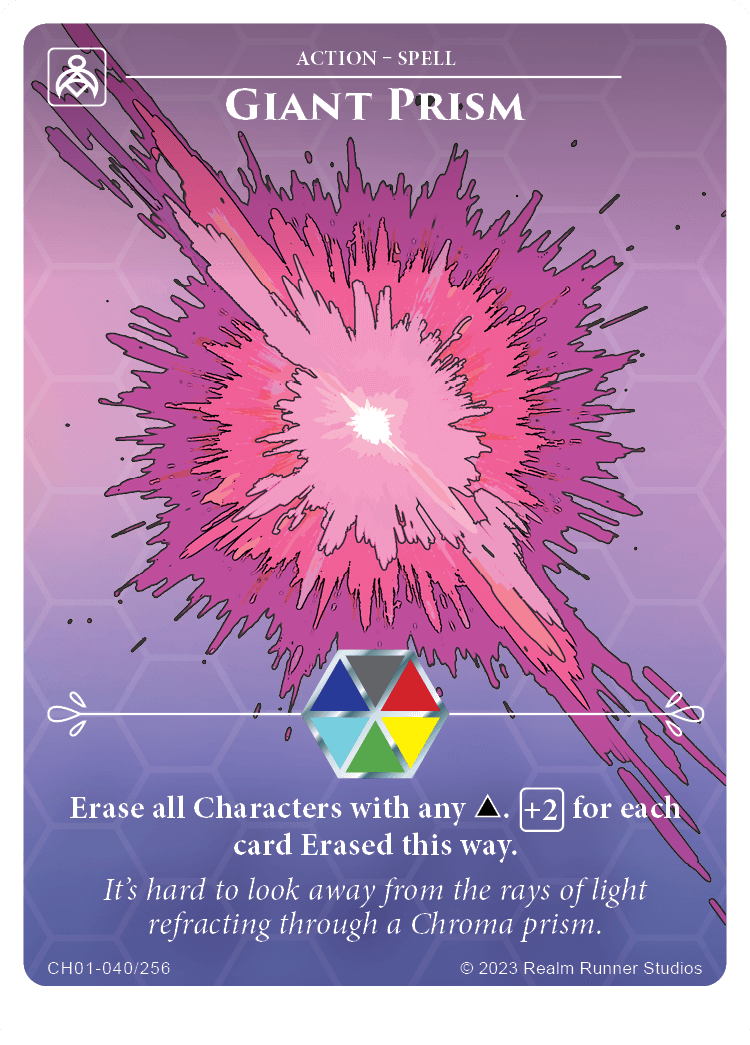 ACTION – SPELL
GIANT PRISM
Erase all Characters with any ▲. +2 for each
card Erased this way.
It's hard to look away from the rays of light
refracting through a Chroma prism.
CH01-040/256
© 2023 Realm Runner Studios